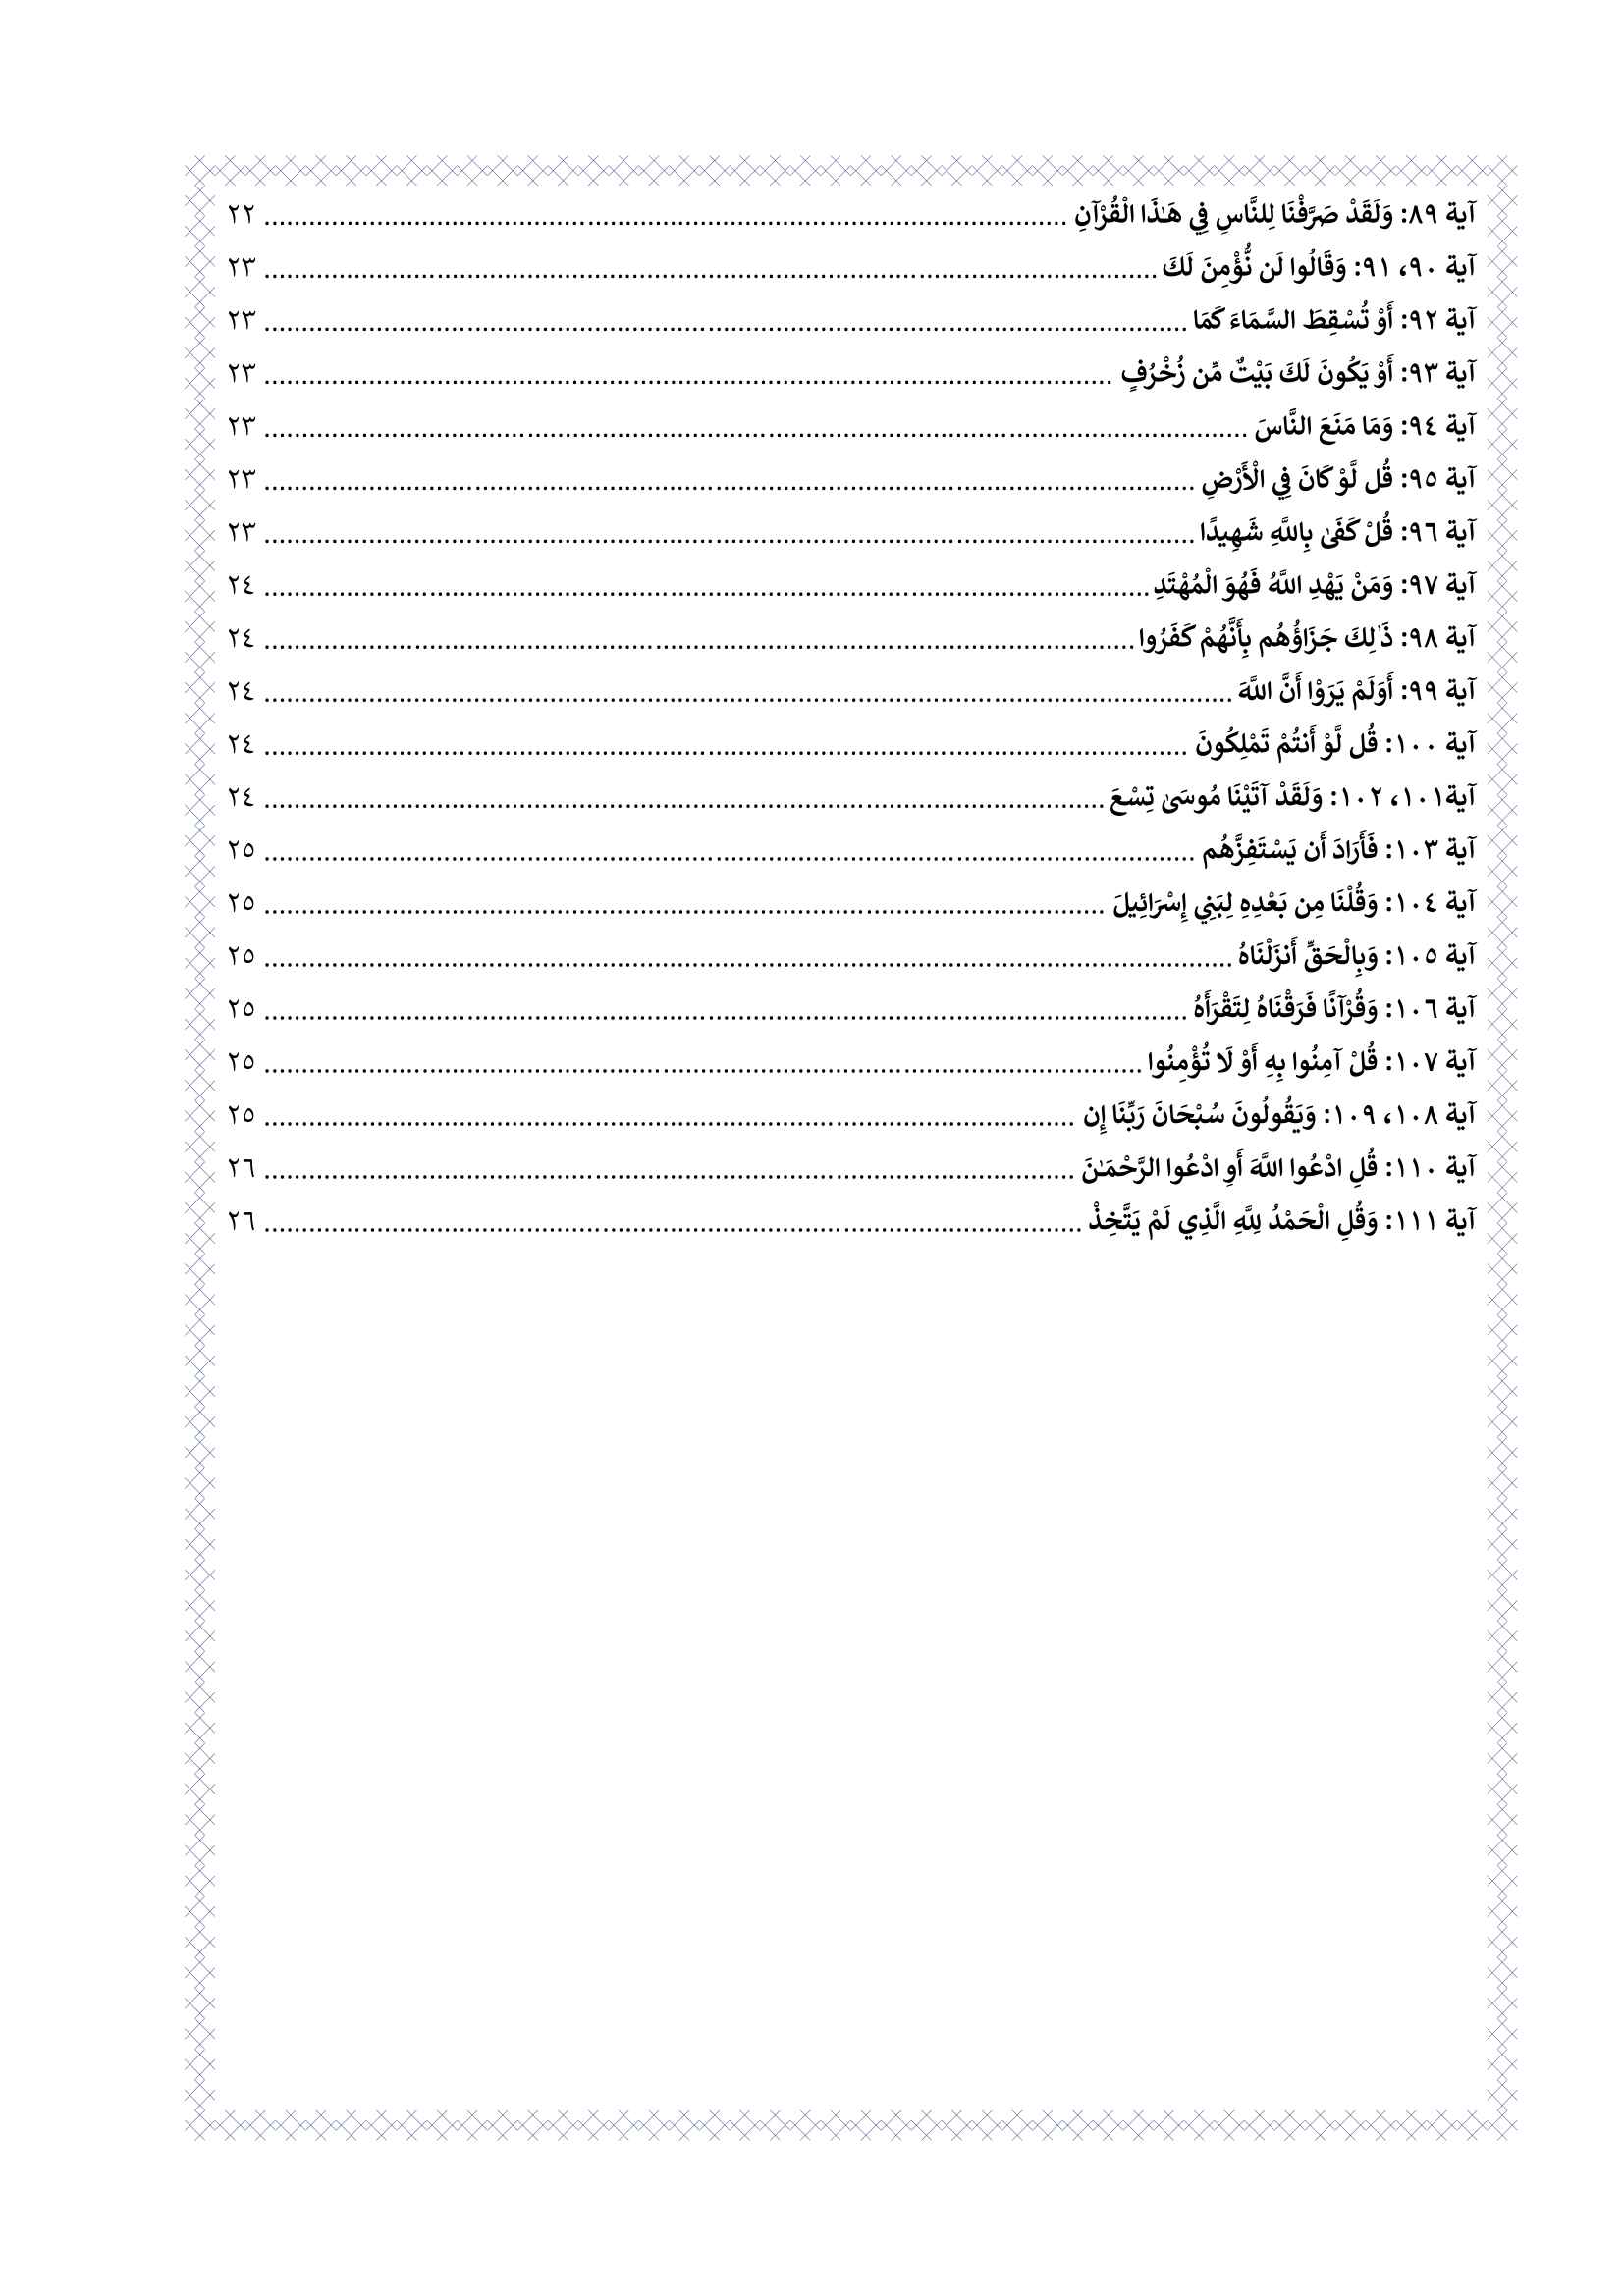 آية ٨٩: وَلَقَدْ صَرَّفْنَا لِلنَّاسِ فِي هَـٰذَا الْقُرْآنِ ........ ٢٢
آية ٩٠، ٩١: وَقَالُوا لَن نُّؤْمِنَ لَكَ ........ ٢٣
آية ٩٢: أَوْ تُسْقِطَ السَّمَاءَ كَمَا ........ ٢٣
آية ٩٣: أَوْ يَكُونَ لَكَ بَيْتٌ مِّن زُخْرُفٍ ........ ٢٣
آية ٩٤: وَمَا مَنَعَ النَّاسَ ........ ٢٣
آية ٩٥: قُل لَّوْ كَانَ فِي الْأَرْضِ ........ ٢٣
آية ٩٦: قُلْ كَفَىٰ بِاللَّهِ شَهِيدًا ........ ٢٣
آية ٩٧: وَمَنْ يَهْدِ اللَّهُ فَهُوَ الْمُهْتَدِ ........ ٢٤
آية ٩٨: ذَٰلِكَ جَزَاؤُهُم بِأَنَّهُمْ كَفَرُوا ........ ٢٤
آية ٩٩: أَوَلَمْ يَرَوْا أَنَّ اللَّهَ ........ ٢٤
آية ١٠٠: قُل لَّوْ أَنتُمْ تَمْلِكُونَ ........ ٢٤
آية١٠١، ١٠٢: وَلَقَدْ آتَيْنَا مُوسَىٰ تِسْعَ ........ ٢٤
آية ١٠٣: فَأَرَادَ أَن يَسْتَفِزَّهُم ........ ٢٥
آية ١٠٤: وَقُلْنَا مِن بَعْدِهِ لِبَنِي إِسْرَائِيلَ ........ ٢٥
آية ١٠٥: وَبِالْحَقِّ أَنزَلْنَاهُ ........ ٢٥
آية ١٠٦: وَقُرْآنًا فَرَقْنَاهُ لِتَقْرَأَهُ ........ ٢٥
آية ١٠٧: قُلْ آمِنُوا بِهِ أَوْ لَا تُؤْمِنُوا ........ ٢٥
آية ١٠٨، ١٠٩: وَيَقُولُونَ سُبْحَانَ رَبِّنَا إِن ........ ٢٥
آية ١١٠: قُلِ ادْعُوا اللَّهَ أَوِ ادْعُوا الرَّحْمَـٰنَ ........ ٢٦
آية ١١١: وَقُلِ الْحَمْدُ لِلَّهِ الَّذِي لَمْ يَتَّخِذْ ........ ٢٦